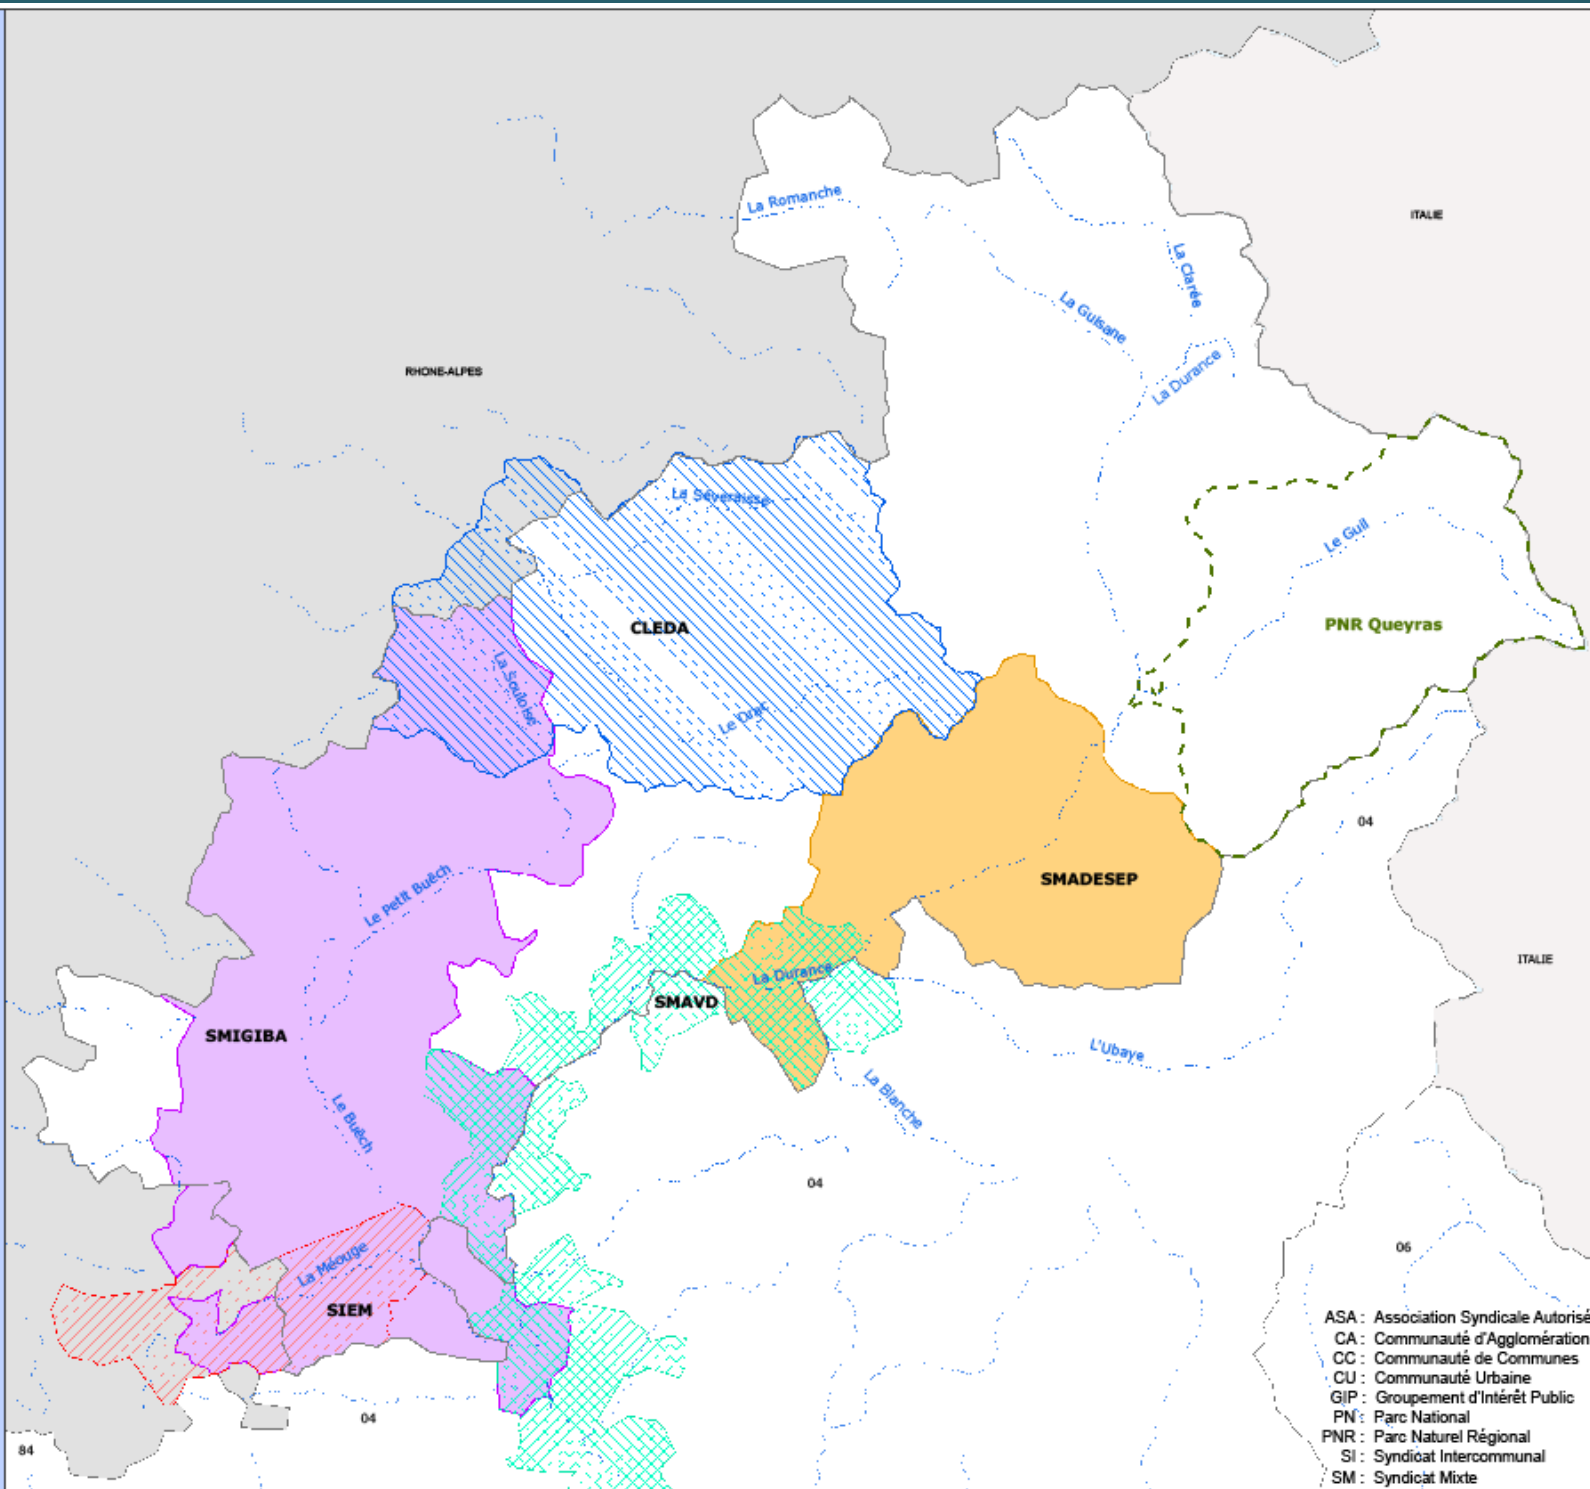 La Romanche
ITALIE
La Clarée
La Guisane
La Durance
RHONE-ALPES
La Séveraisse
Le Guil
CLEDA
PNR Queyras
La Souloise
Le Drac
04
SMADESEP
Le Petit Buëch
ITALIE
La Durance
SMAVD
SMIGIBA
L'Ubaye
La Blanche
Le Buëch
04
06
La Méouge
SIEM
04
84
ASA : Association Syndicale Autorisé
CA : Communauté d'Agglomération
CC : Communauté de Communes
CU : Communauté Urbaine
GIP : Groupement d'Intérêt Public
PN : Parc National
PNR : Parc Naturel Régional
SI : Syndicat Intercommunal
SM : Syndicat Mixte